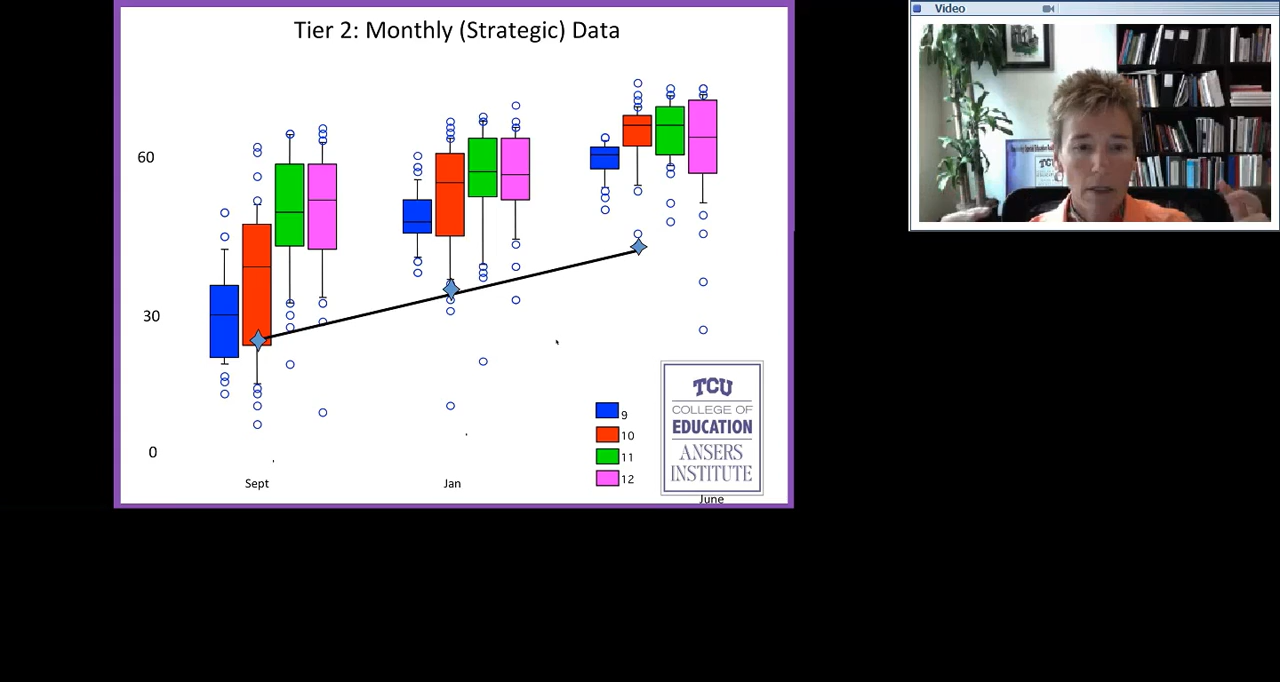 Tier 2: Monthly (Strategic) Data
60
30
0
Sept
Jan
June
9
10
11
12
TCU
COLLEGE OF
EDUCATION
ANSERS
INSTITUTE
Video
TCU